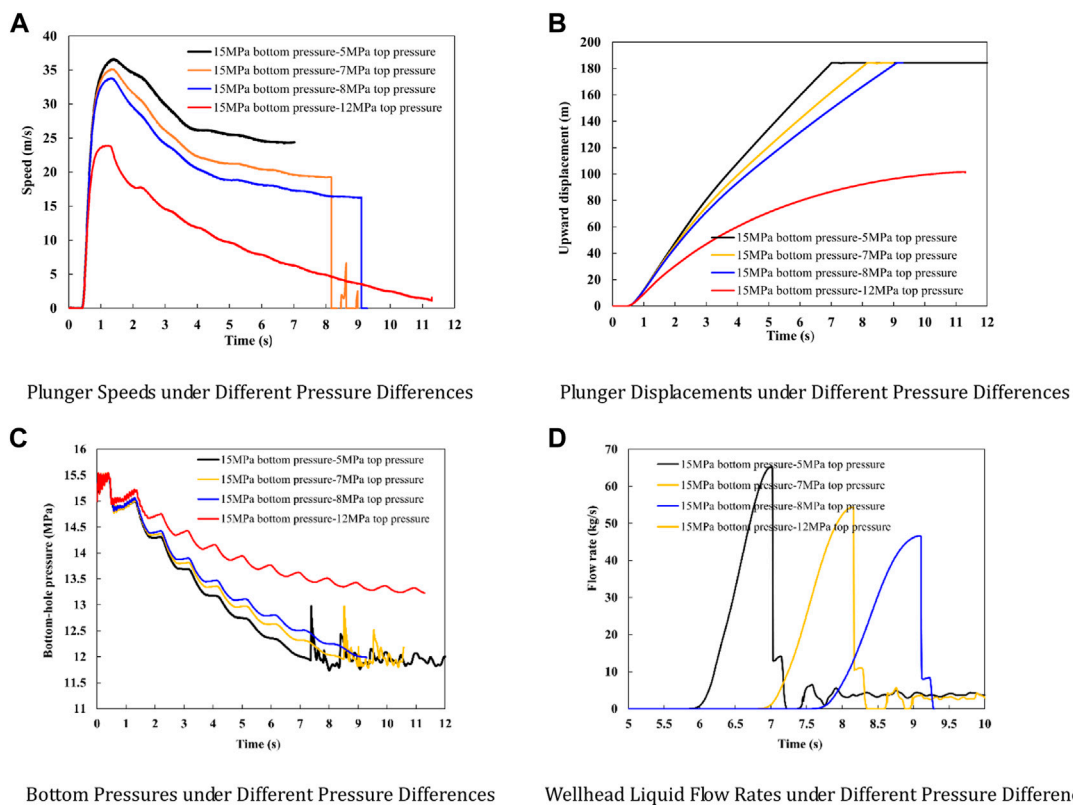 A
40
35
30
25
20
15
10
5
0
Speed (m/s)
15MPa bottom pressure-5MPa top pressure
15MPa bottom pressure-7MPa top pressure
15MPa bottom pressure-8MPa top pressure
15MPa bottom pressure-12MPa top pressure
0 1 2 3 4 5 6 7 8 9 10 11 12
Time (s)
Plunger Speeds under Different Pressure Differences
B
200
180
160
140
120
100
80
60
40
20
0
Upward displacement (m)
15MPa bottom pressure-5MPa top pressure
15MPa bottom pressure-7MPa top pressure
15MPa bottom pressure-8MPa top pressure
15MPa bottom pressure-12MPa top pressure
0 1 2 3 4 5 6 7 8 9 10 11 12
Time (s)
Plunger Displacements under Different Pressure Differences
C
16
15.5
15
14.5
14
13.5
13
12.5
12
11.5
11
Bottom-hole pressure (MPa)
15MPa bottom pressure-5MPa top pressure
15MPa bottom pressure-7MPa top pressure
15MPa bottom pressure-8MPa top pressure
15MPa bottom pressure-12MPa top pressure
0 1 2 3 4 5 6 7 8 9 10 11 12
Time (s)
Bottom Pressures under Different Pressure Differences
D
70
60
50
40
30
20
10
0
Flow rate (kg/s)
15MPa bottom pressure-5MPa top pressure
15MPa bottom pressure-7MPa top pressure
15MPa bottom pressure-8MPa top pressure
15MPa bottom pressure-12MPa top pressure
5 5.5 6 6.5 7 7.5 8 8.5 9 9.5 10
Time (s)
Wellhead Liquid Flow Rates under Different Pressure Differen